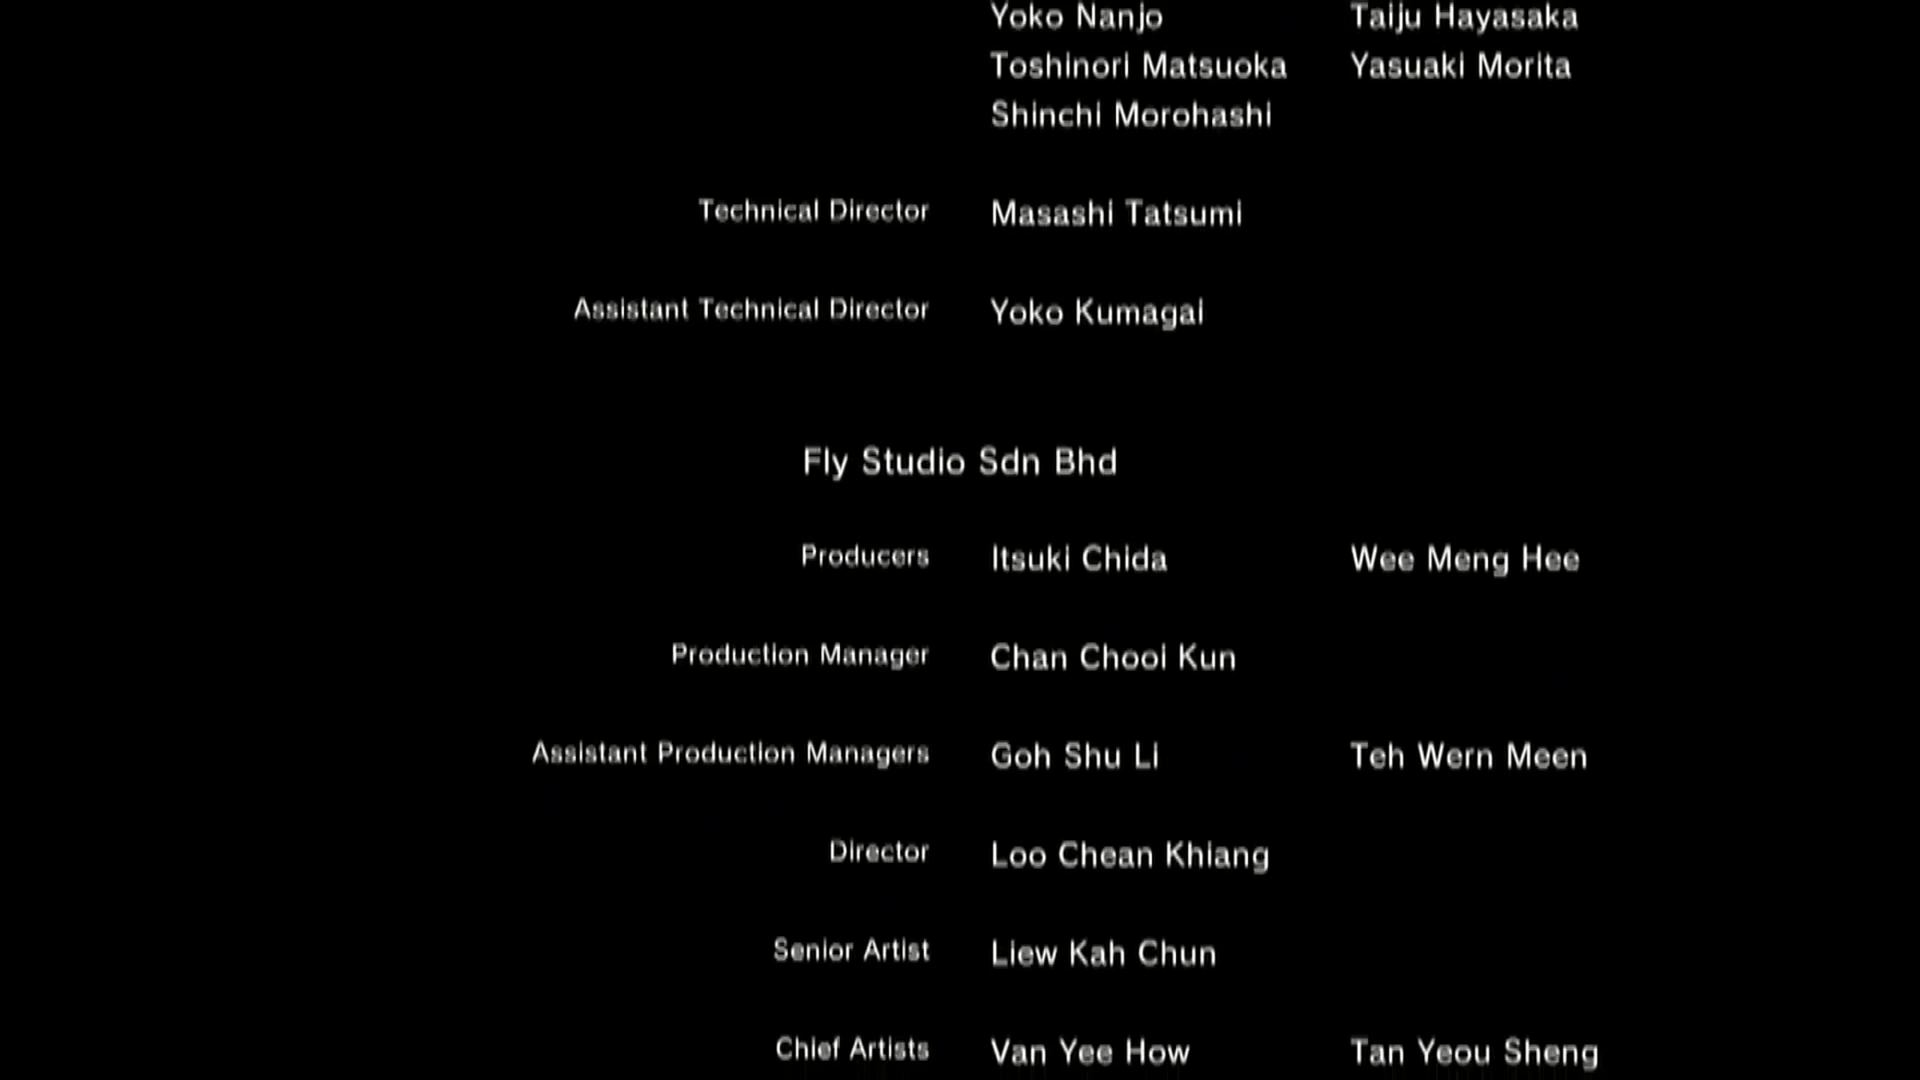 Yoko Nanjo Taiju Hayasaka
Toshinori Matsuoka Yasuaki Morita
Shinchi Morohashi
Technical Director Masashi Tatsumi
Assistant Technical Director Yoko Kumagai
Fly Studio Sdn Bhd
Producers Itsuki Chida Wee Meng Hee
Production Manager Chan Chooi Kun
Assistant Production Managers Goh Shu Li Teh Wern Meen
Director Loo Chean Khiang
Senior Artist Liew Kah Chun
Chief Artists Van Yee How Tan Yeou Sheng